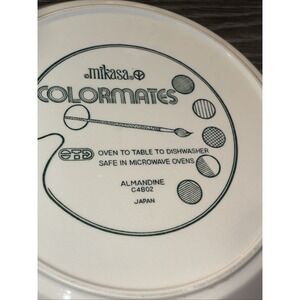 mikasa
COLORMATES
OVEN TO TABLE TO DISHWASHER
SAFE IN MICROWAVE OVENS
ALMANDINE
C4802
JAPAN